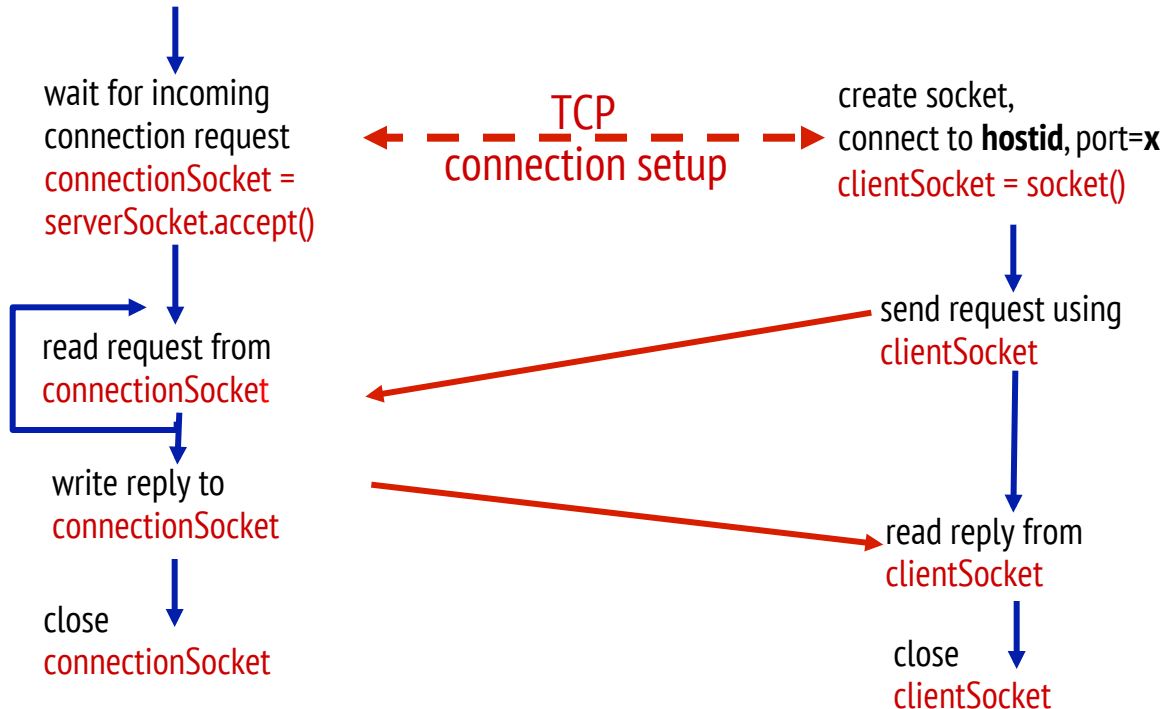 wait for incoming
connection request
connectionSocket =
serverSocket.accept()
TCP
connection setup
create socket,
connect to hostid, port=x
clientSocket = socket()
read request from
connectionSocket
send request using
clientSocket
write reply to
connectionSocket
read reply from
clientSocket
close
connectionSocket
close
clientSocket